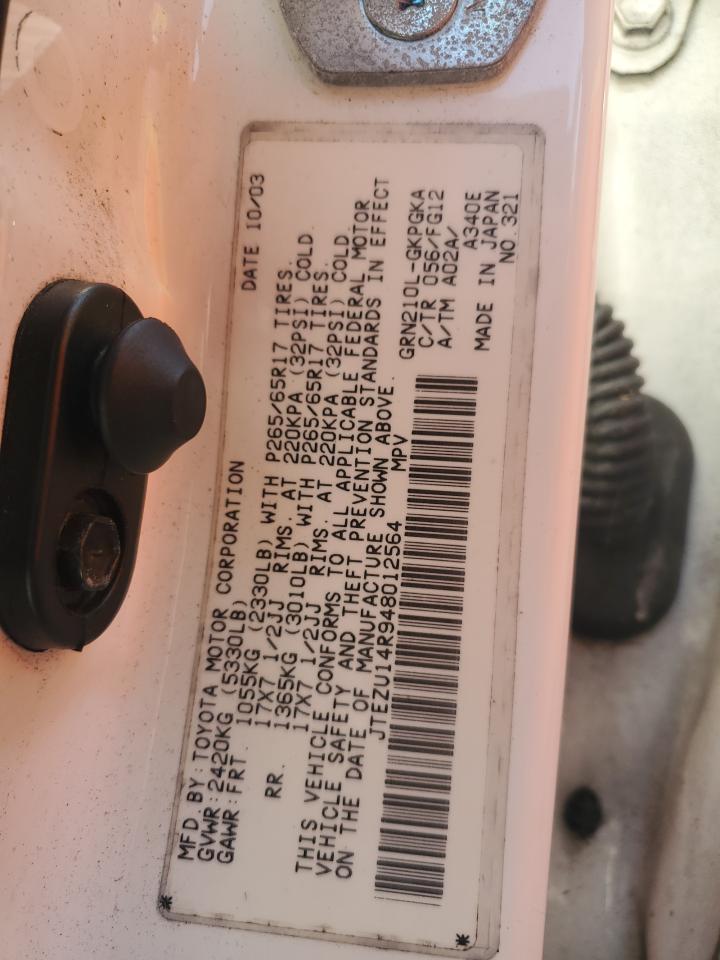 MFD. BY: TOYOTA MOTOR CORPORATION DATE 10/03
GVWR: 2420KG (5330LB)
GAWR: FRT. 1055KG (2330LB) WITH P265/65R17 TIRES.
17X7 1/2JJ RIMS. AT 220KPA (32PSI) COLD.
RR. 1365KG (3010LB) WITH P265/65R17 TIRES.
17X7 1/2JJ RIMS. AT 220KPA (32PSI) COLD.
THIS VEHICLE CONFORMS TO ALL APPLICABLE FEDERAL MOTOR
VEHICLE SAFETY AND THEFT PREVENTION STANDARDS IN EFFECT
ON THE DATE OF MANUFACTURE SHOWN ABOVE.
JTEZU14R948012564 MPV
GRN210L-GKPGKA
C/TR 056/FG12
A/TM A02A/ A340E
MADE IN JAPAN
NO.321